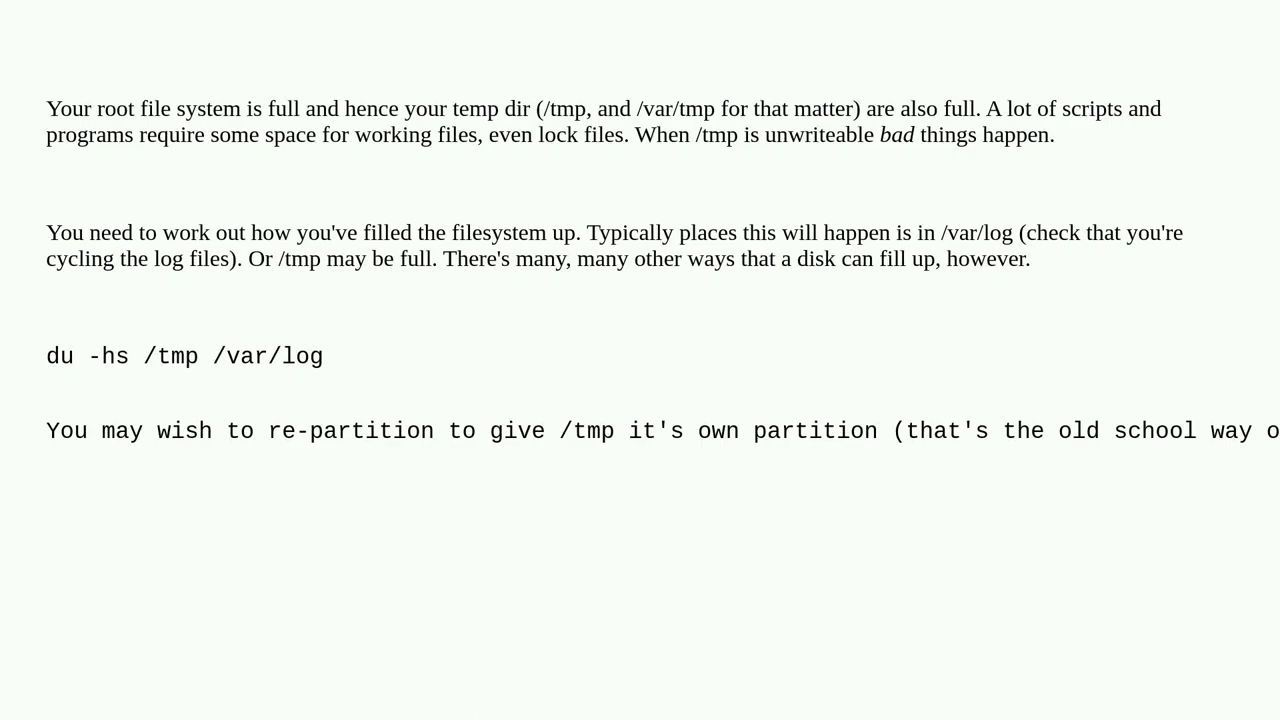 Your root file system is full and hence your temp dir (/tmp, and /var/tmp for that matter) are also full. A lot of scripts and
programs require some space for working files, even lock files. When /tmp is unwriteable bad things happen.
You need to work out how you've filled the filesystem up. Typically places this will happen is in /var/log (check that you're
cycling the log files). Or /tmp may be full. There's many, many other ways that a disk can fill up, however.
du -hs /tmp /var/log
You may wish to re-partition to give /tmp it's own partition (that's the old school way